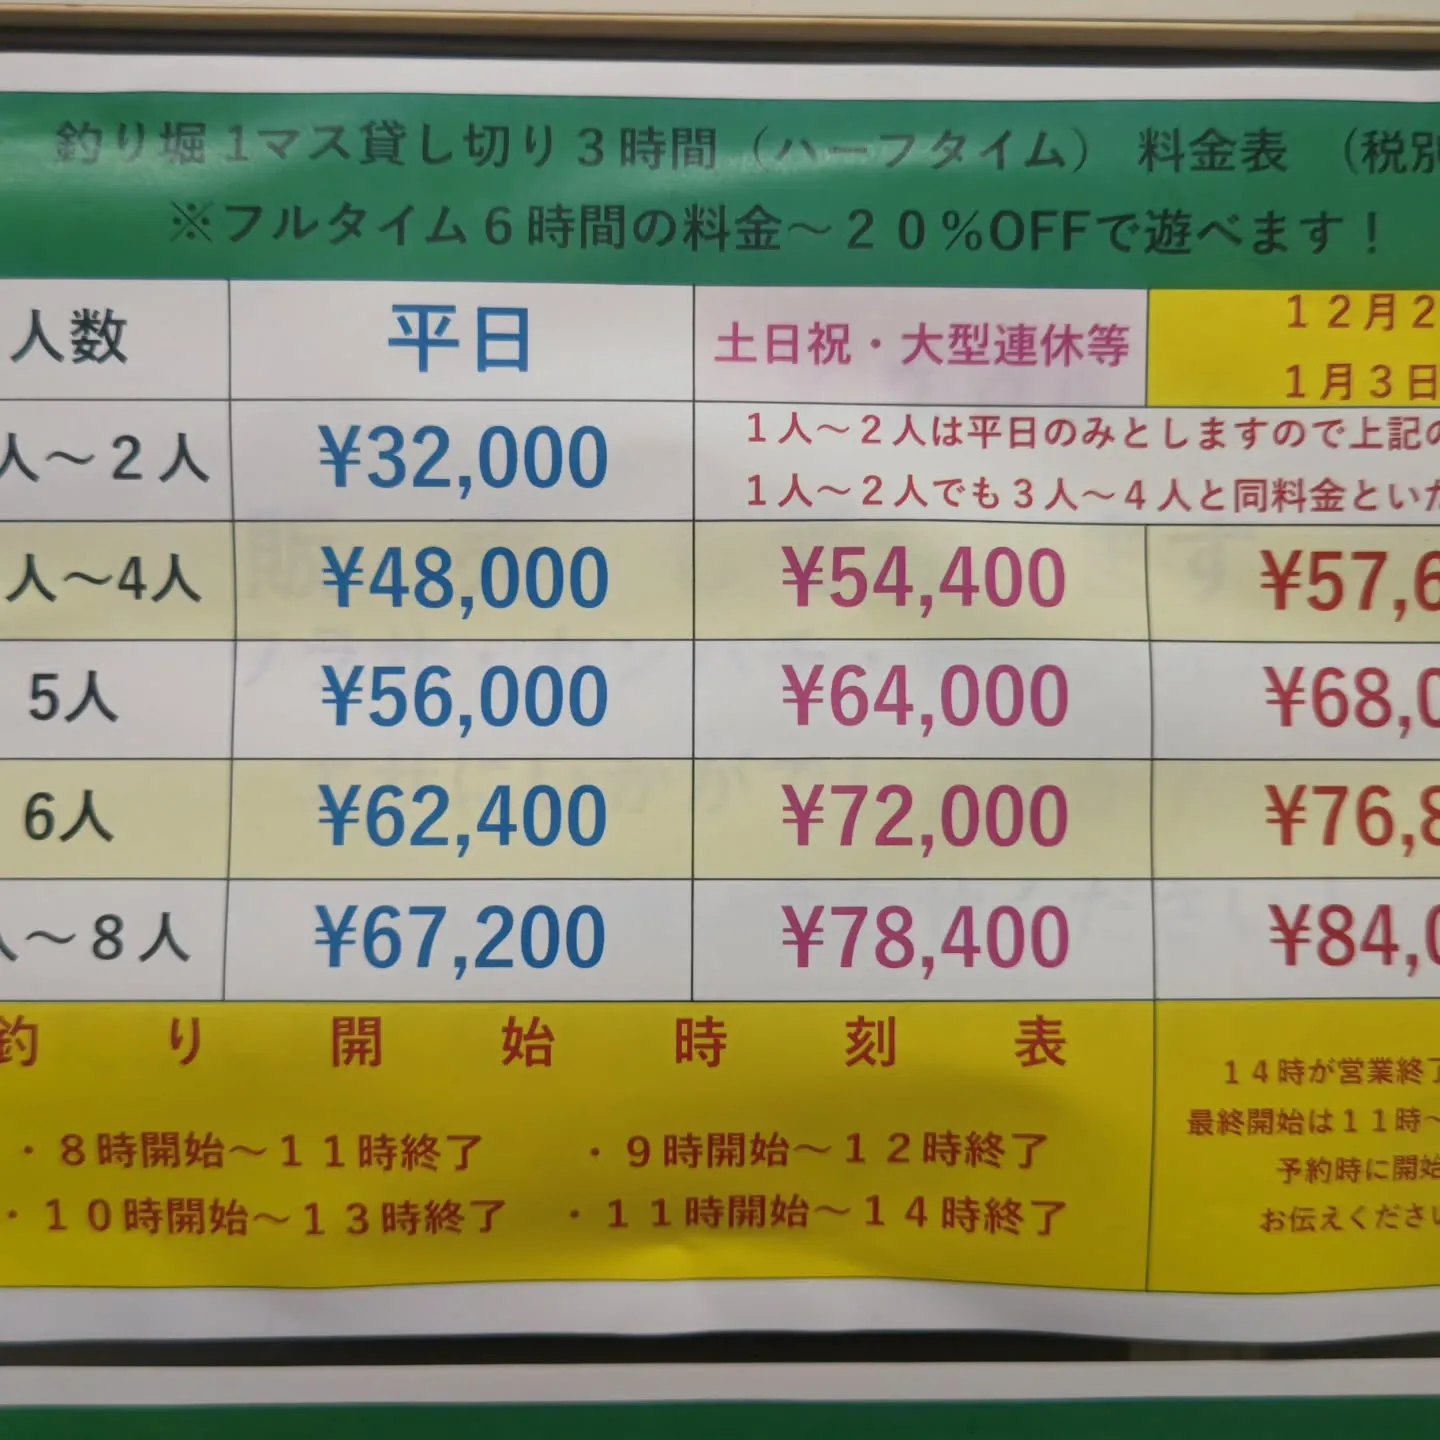 釣り堀1マス貸し切り3時間（ハーフタイム） 料金表 （税別
※フルタイム6時間の料金～20%OFFで遊べます！
人数 平日 土日祝・大型連休等 12月2
1月3日
人～2人 ¥32,000 1人～2人は平日のみとしますので上記の
1人～2人でも3人～4人と同料金といた
人～4人 ¥48,000 ¥54,400 ¥57,6
5人 ¥56,000 ¥64,000 ¥68,0
6人 ¥62,400 ¥72,000 ¥76,8
人～8人 ¥67,200 ¥78,400 ¥84,0
釣り開始時刻表
・8時開始～11時終了 ・9時開始～12時終了
・10時開始～13時終了 ・11時開始～14時終了
14時が営業終了
最終開始は11時～
予約時に開始
お伝えください